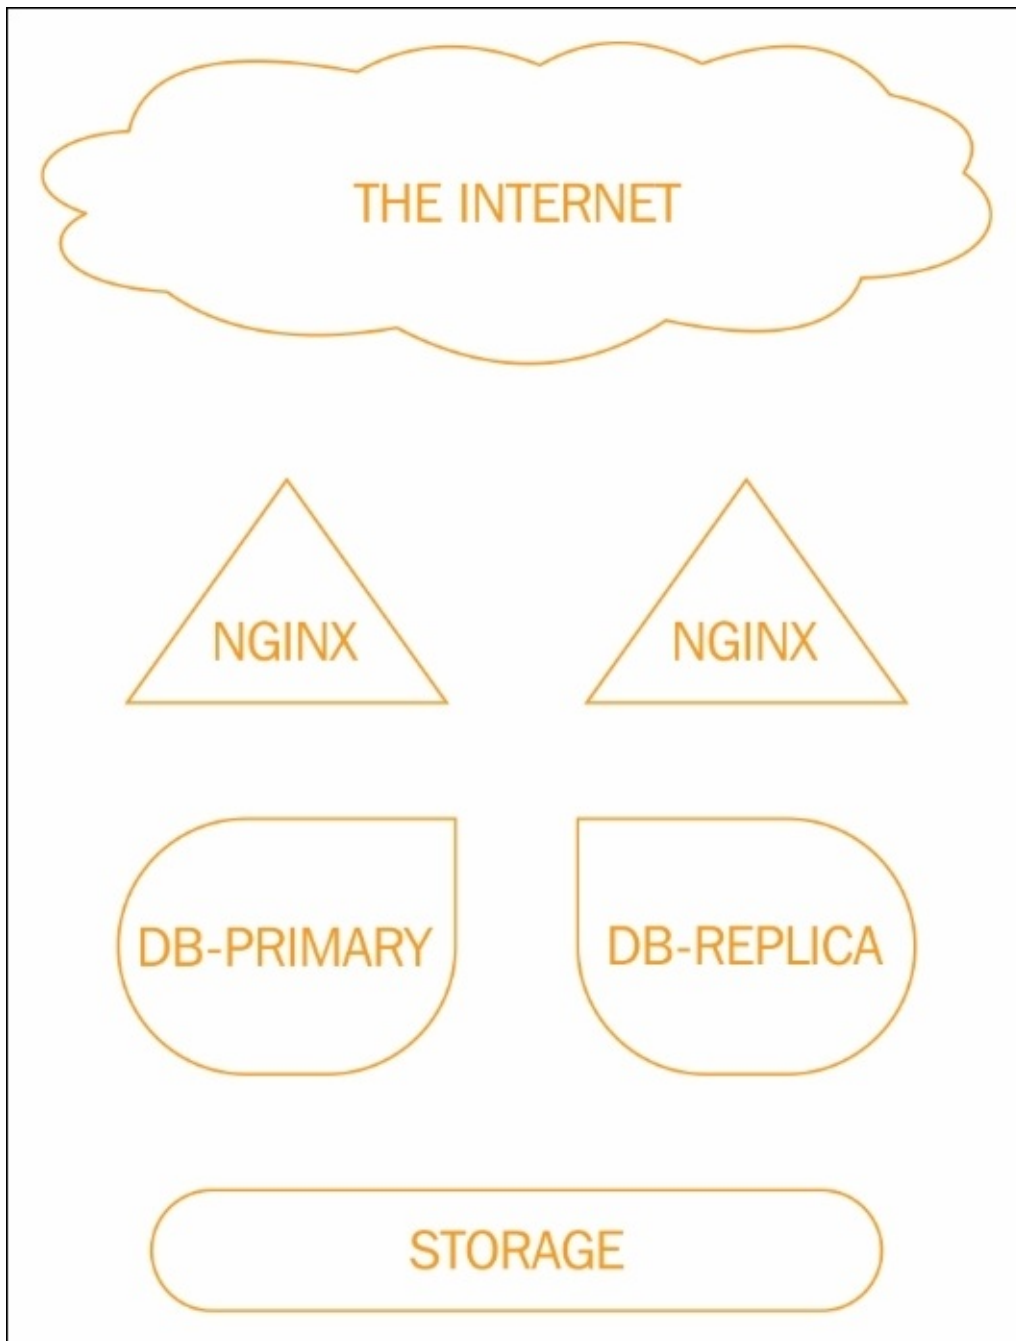 THE INTERNET
NGINX
NGINX
DB-PRIMARY
DB-REPLICA
STORAGE